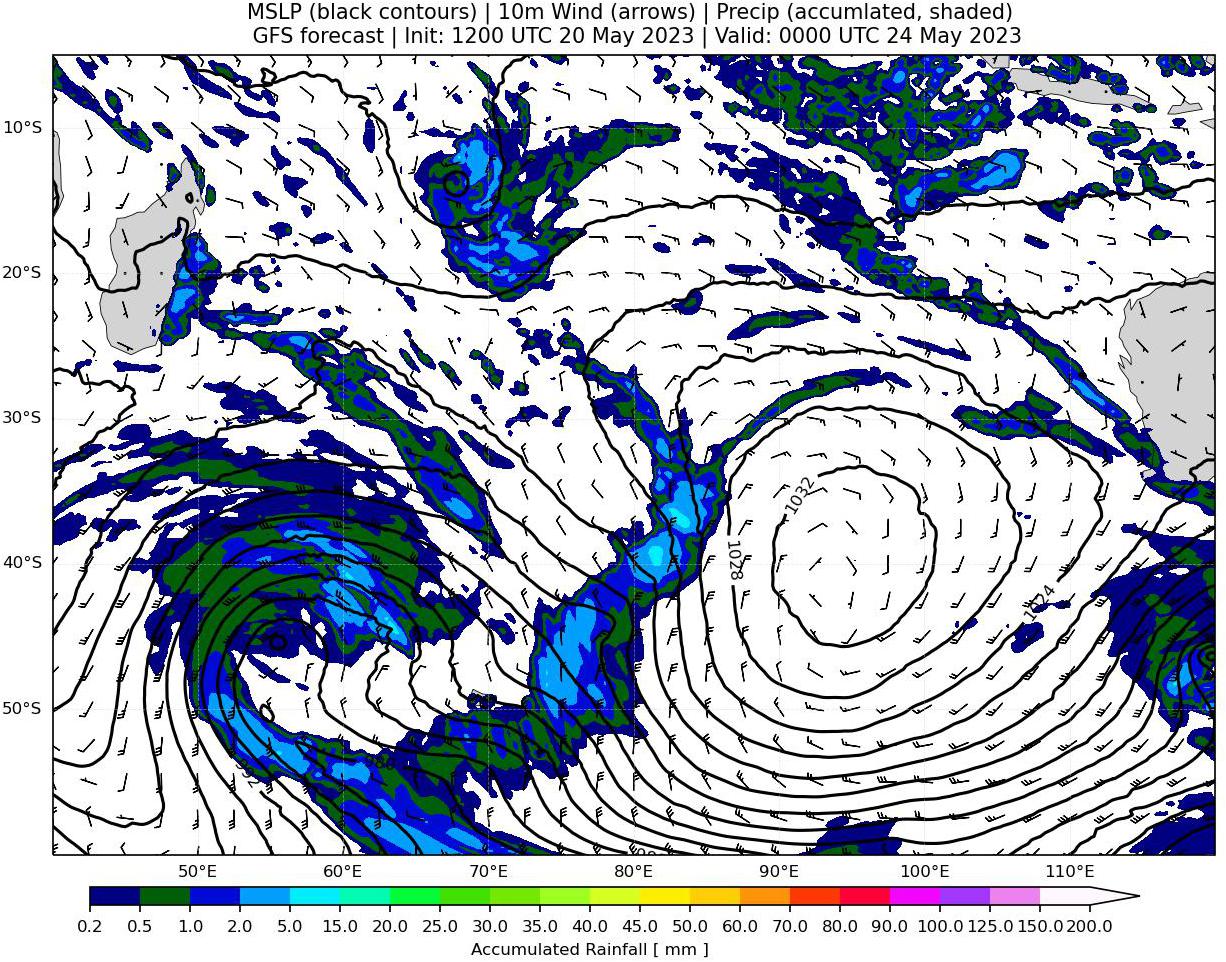 MSLP (black contours) | 10m Wind (arrows) | Precip (accumlated, shaded)
GFS forecast | Init: 1200 UTC 20 May 2023 | Valid: 0000 UTC 24 May 2023
10°S
20°S
30°S
40°S
50°S
1032
1028
1024
980
50°E 60°E 70°E 80°E 90°E 100°E 110°E
0.2 0.5 1.0 2.0 5.0 10.0 15.0 20.0 25.0 30.0 35.0 40.0 45.0 50.0 60.0 70.0 80.0 90.0 100.0 125.0 150.0 200.0
Accumulated Rainfall [ mm ]